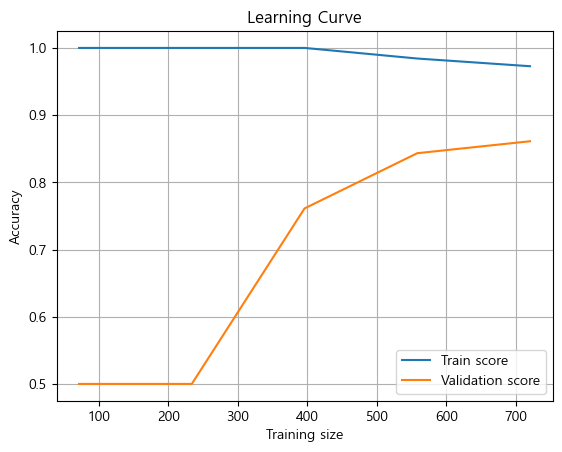 Learning Curve
1.0
0.9
0.8
0.7
0.6
0.5
Accuracy
100 200 300 400 500 600 700
Training size
Train score
Validation score